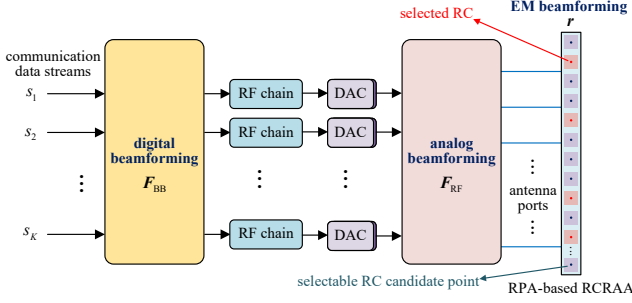 EM beamforming
selected RC
r
communication
data streams
s1
RF chain
DAC
s2
RF chain
DAC
digital
beamforming
analog
beamforming
FBB
FRF
⋮
⋮
⋮
⋮
⋮
antenna
ports
sK
RF chain
DAC
⋮
selectable RC candidate point
RPA-based RCRAA